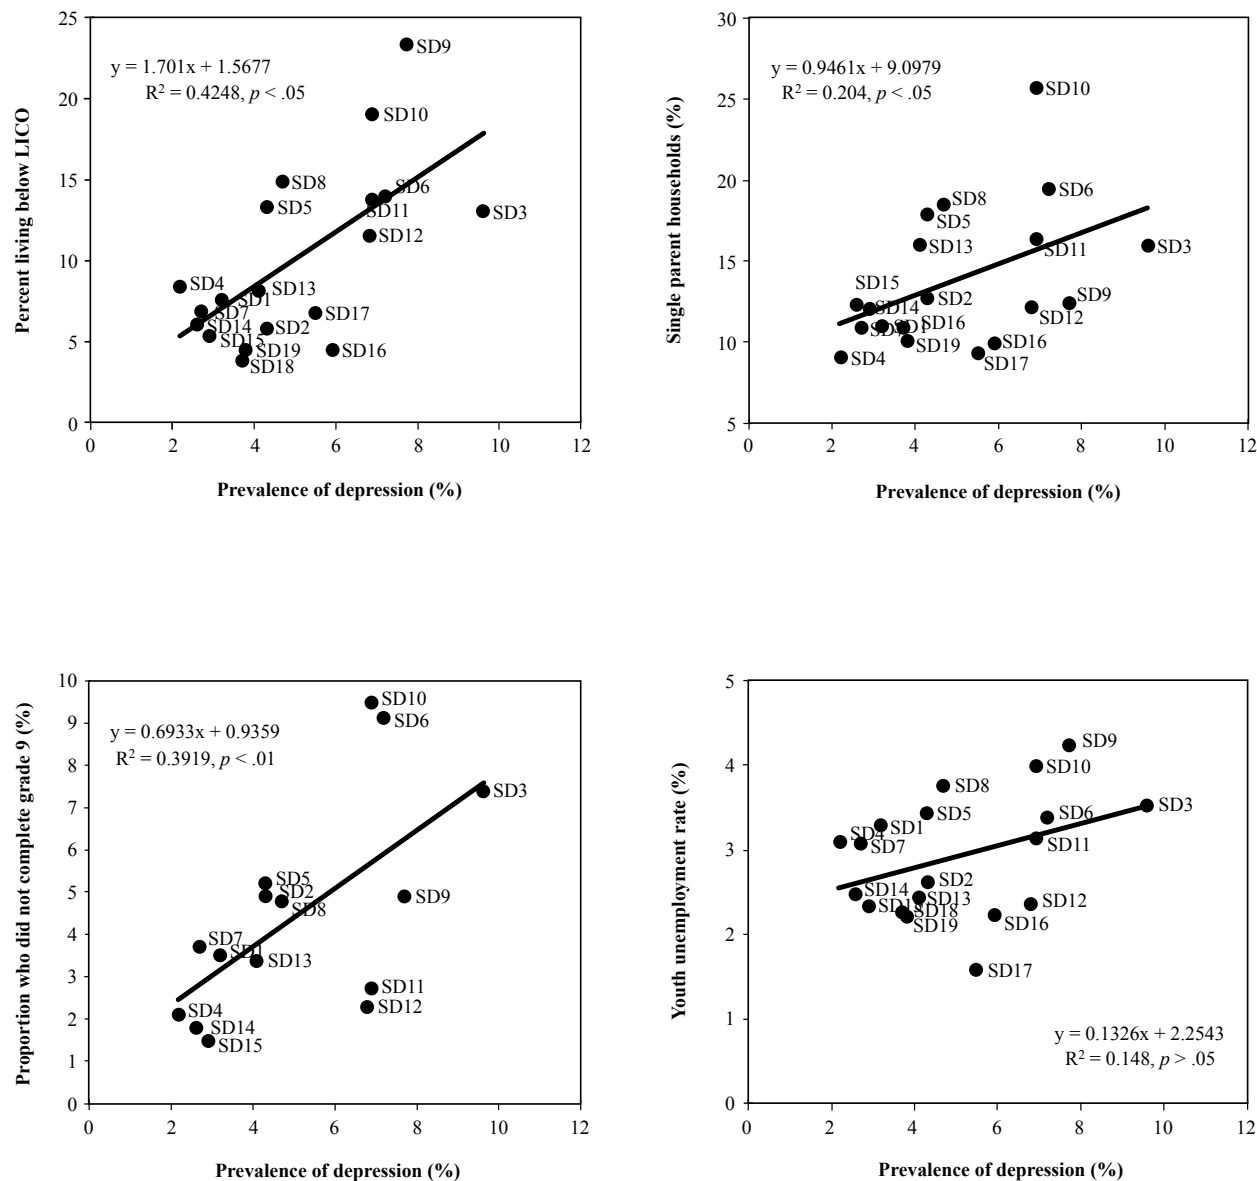 25
20
15
10
5
0
0 2 4 6 8 10 12
Percent living below LICO
Prevalence of depression (%)
y = 1.701x + 1.5677
R² = 0.4248, p < .05
SD9
SD10
SD8
SD6
SD5
SD11
SD3
SD12
SD4
SD13
SD1
SD7
SD17
SD14
SD2
SD15
SD19
SD16
SD18
30
25
20
15
10
5
0 2 4 6 8 10 12
Single parent households (%)
Prevalence of depression (%)
y = 0.9461x + 9.0979
R² = 0.204, p < .05
SD10
SD6
SD8
SD5
SD13
SD11
SD3
SD15
SD2
SD9
SD14
SD12
SD1
SD16
SD19
SD16
SD4
SD17
10
9
8
7
6
5
4
3
2
1
0
0 2 4 6 8 10 12
Proportion who did not complete grade 9 (%)
Prevalence of depression (%)
y = 0.6933x + 0.9359
R² = 0.3919, p < .01
SD10
SD6
SD3
SD5
SD2
SD9
SD8
SD7
SD1
SD13
SD11
SD12
SD4
SD14
SD15
5
4
3
2
1
0
0 2 4 6 8 10 12
Youth unemployment rate (%)
Prevalence of depression (%)
SD9
SD10
SD8
SD6
SD3
SD5
SD1
SD4
SD7
SD11
SD14
SD2
SD13
SD12
SD18
SD19
SD16
SD17
y = 0.1326x + 2.2543
R² = 0.148, p > .05